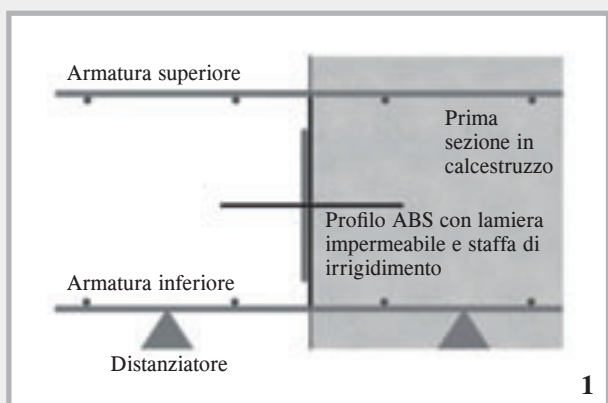 Armatura superiore
Prima
sezione in
calcestruzzo
Profilo ABS con lamiera
impermeabile e staffa di
irrigidimento
Armatura inferiore
Distanziatore
1